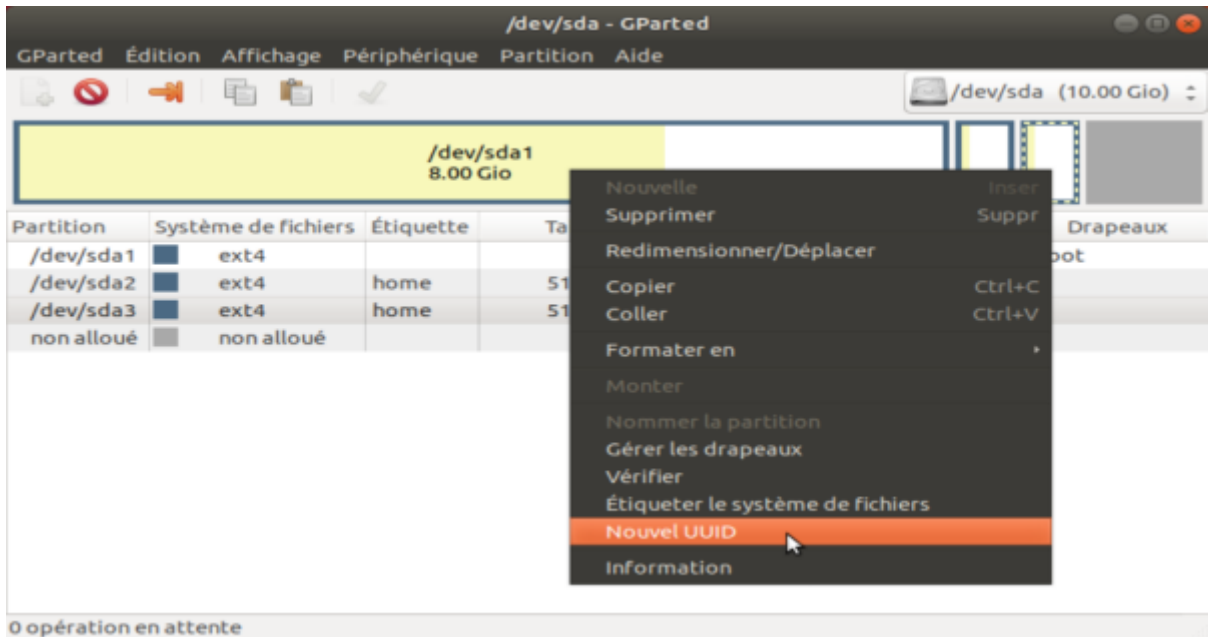 /dev/sda - GParted
GParted Édition Affichage Périphérique Partition Aide
/dev/sda (10.00 Gio)
/dev/sda1
8.00 Gio
Partition Système de fichiers Étiquette Ta Drapeaux
/dev/sda1 ext4 oot
/dev/sda2 ext4 home 51
/dev/sda3 ext4 home 51
non alloué non alloué
Nouvelle Inser
Supprimer Suppr
Redimensionner/Déplacer
Copier Ctrl+C
Coller Ctrl+V
Formater en
Monter
Nommer la partition
Gérer les drapeaux
Vérifier
Étiqueter le système de fichiers
Nouvel UUID
Information
0 opération en attente